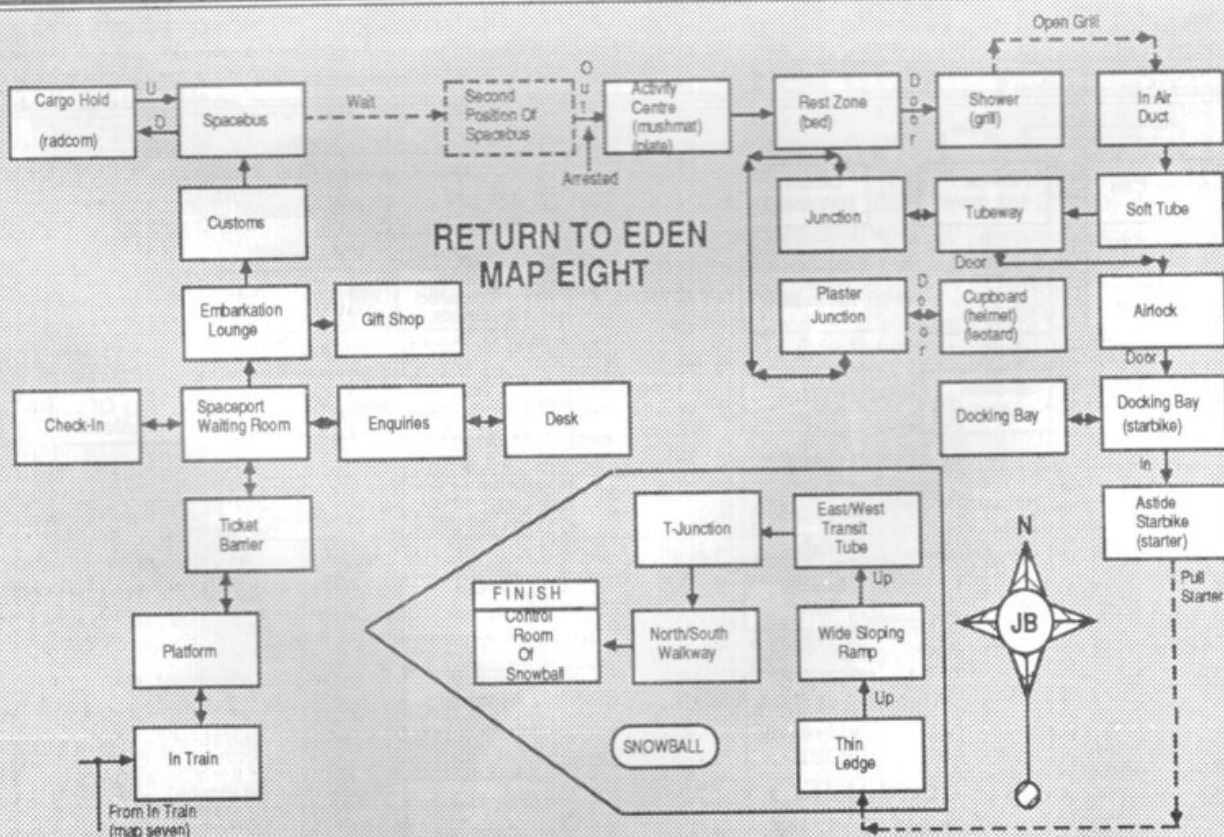 Open Grill
Cargo Hold
(radcom)
U
D
Spacebus
Wait
Second
Position Of
Spacebus
Out
Arrested
Activity
Centre
(mushmat)
(plate)
Rest Zone
(bed)
Door
Shower
(grill)
In Air
Duct
Customs
RETURN TO EDEN
MAP EIGHT
Junction
Tubeway
Soft Tube
Door
Embarkation
Lounge
Gift Shop
Plaster
Junction
Door
Cupboard
(helmet)
(leotard)
Airlock
Door
Check-In
Spaceport
Waiting Room
Enquiries
Desk
Docking Bay
Docking Bay
(starbike)
In
Ticket
Barrier
T-Junction
East/West
Transit
Tube
N
Astide
Starbike
(starter)
Pull
Starter
Up
FINISH
Control
Room
Of
Snowball
North/South
Walkway
Wide Sloping
Ramp
JB
Platform
Up
In Train
SNOWBALL
Thin
Ledge
From In Train
(map seven)